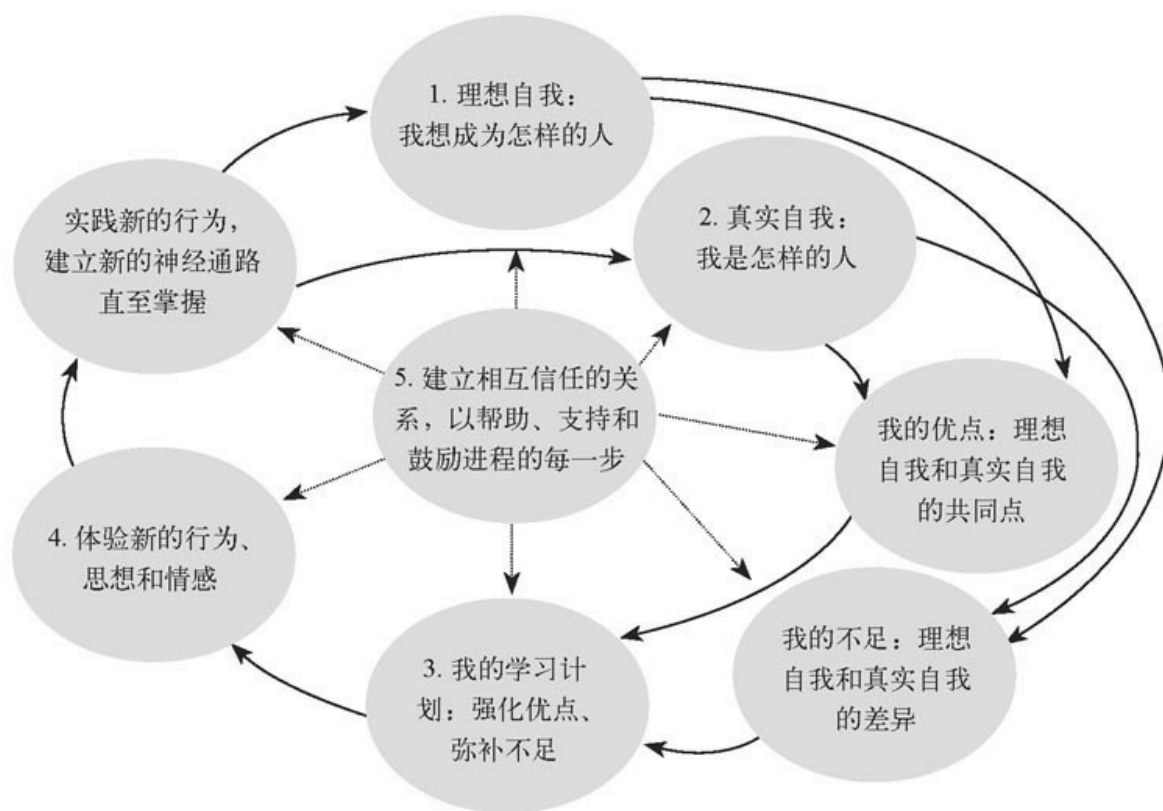 1. 理想自我：
我想成为怎样的人
2. 真实自我：
我是怎样的人
实践新的行为，
建立新的神经通路
直至掌握
5. 建立相互信任的关
系，以帮助、支持和
鼓励进程的每一步
我的优点：理想
自我和真实自我
的共同点
4. 体验新的行为、
思想和情感
我的不足：理想
自我和真实自我
的差异
3. 我的学习计
划：强化优点、
弥补不足